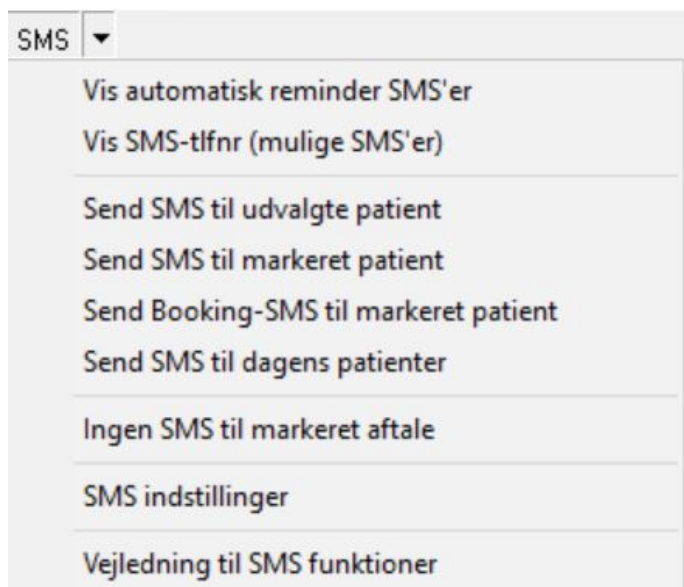 SMS
Vis automatisk reminder SMS'er
Vis SMS-tlfnr (mulige SMS'er)
Send SMS til udvalgte patient
Send SMS til markeret patient
Send Booking-SMS til markeret patient
Send SMS til dagens patienter
Ingen SMS til markeret aftale
SMS indstillinger
Vejledning til SMS funktioner